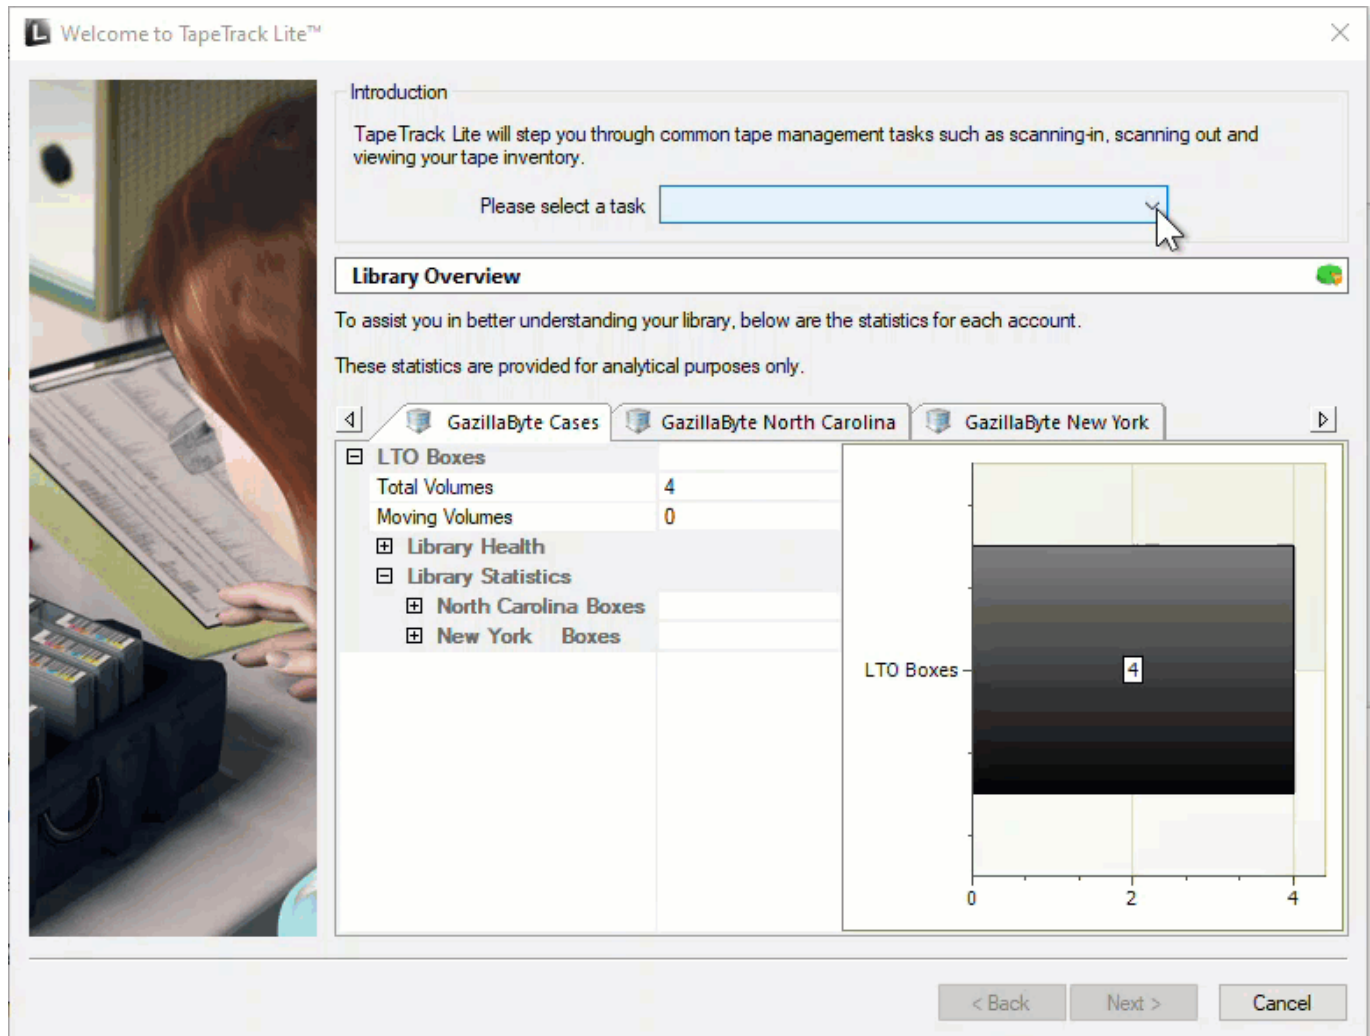 L Welcome to TapeTrack Lite™
Introduction
TapeTrack Lite will step you through common tape management tasks such as scanning-in, scanning out and
viewing your tape inventory.
Please select a task
Library Overview
To assist you in better understanding your library, below are the statistics for each account.
These statistics are provided for analytical purposes only.
GazillaByte Cases GazillaByte North Carolina GazillaByte New York
LTO Boxes
Total Volumes 4
Moving Volumes 0
Library Health
Library Statistics
North Carolina Boxes
New York Boxes
LTO Boxes 4
0 2 4
< Back Next > Cancel